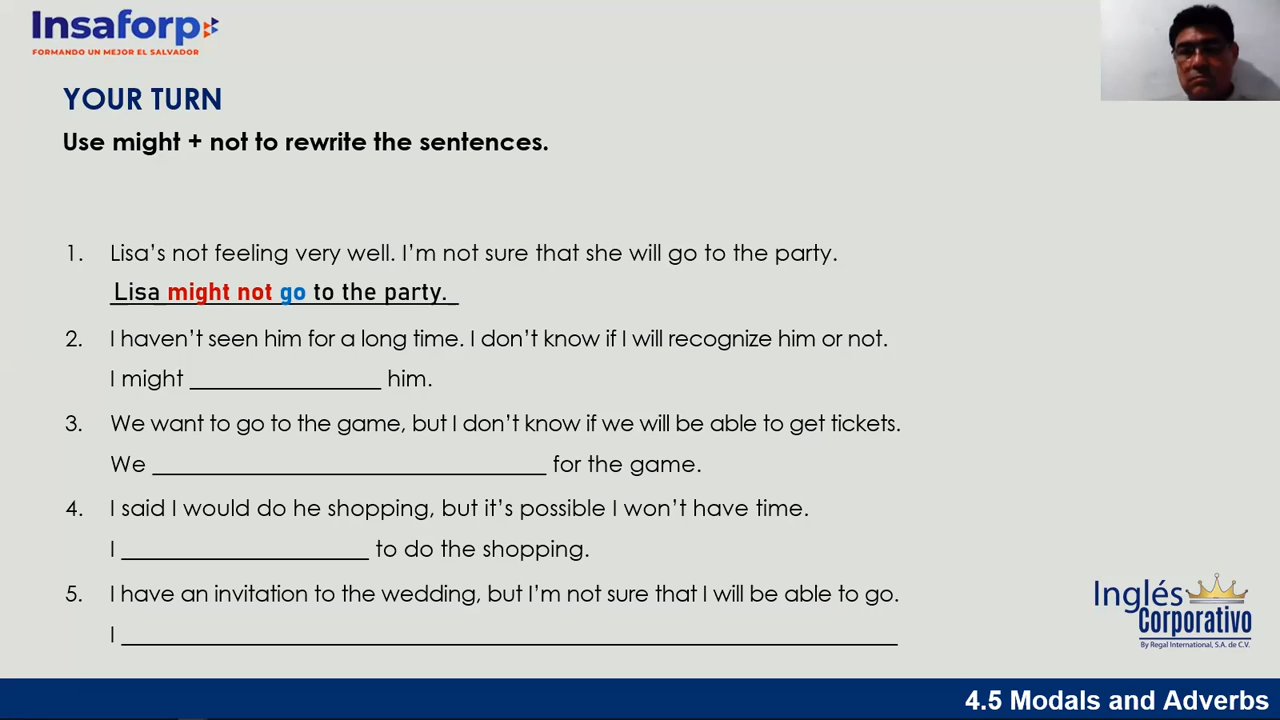 Insaforp
FORMANDO UN MEJOR EL SALVADOR
YOUR TURN
Use might + not to rewrite the sentences.
1. Lisa’s not feeling very well. I’m not sure that she will go to the party.
Lisa might not go to the party.
2. I haven’t seen him for a long time. I don’t know if I will recognize him or not.
I might ________________ him.
3. We want to go to the game, but I don’t know if we will be able to get tickets.
We _________________________________ for the game.
4. I said I would do he shopping, but it’s possible I won’t have time.
I _____________________ to do the shopping.
5. I have an invitation to the wedding, but I’m not sure that I will be able to go.
I _________________________________________________________________
Inglés
Corporativo
By Regal International, S.A. de C.V.
4.5 Modals and Adverbs